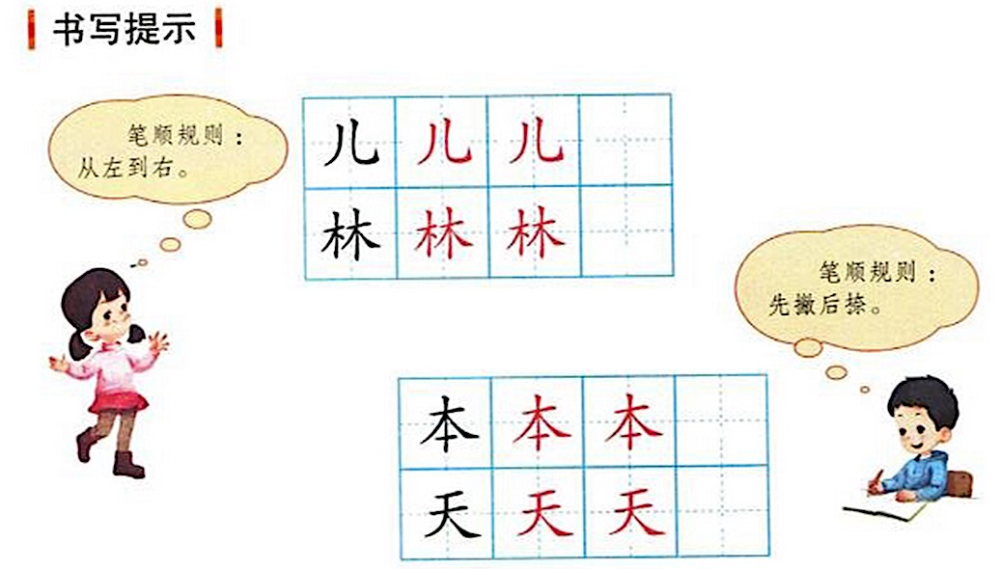 书写提示
笔顺规则：
从左到右。
儿 儿 儿
林 林 林
笔顺规则：
先撇后捺。
本 本 本
天 天 天